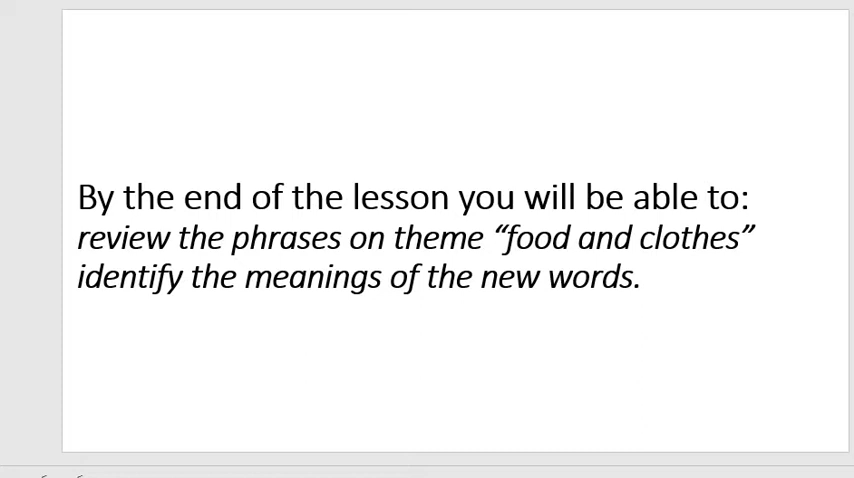 By the end of the lesson you will be able to:
review the phrases on theme “food and clothes”
identify the meanings of the new words.